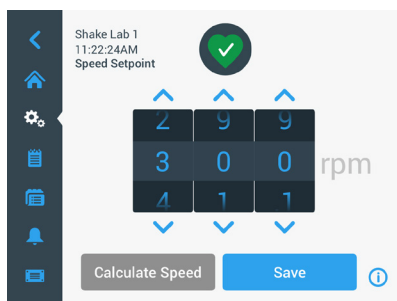 Shake Lab 1
11:22:24AM
Speed Setpoint
2 9 9
3 0 0 rpm
4 1 1
Calculate Speed Save